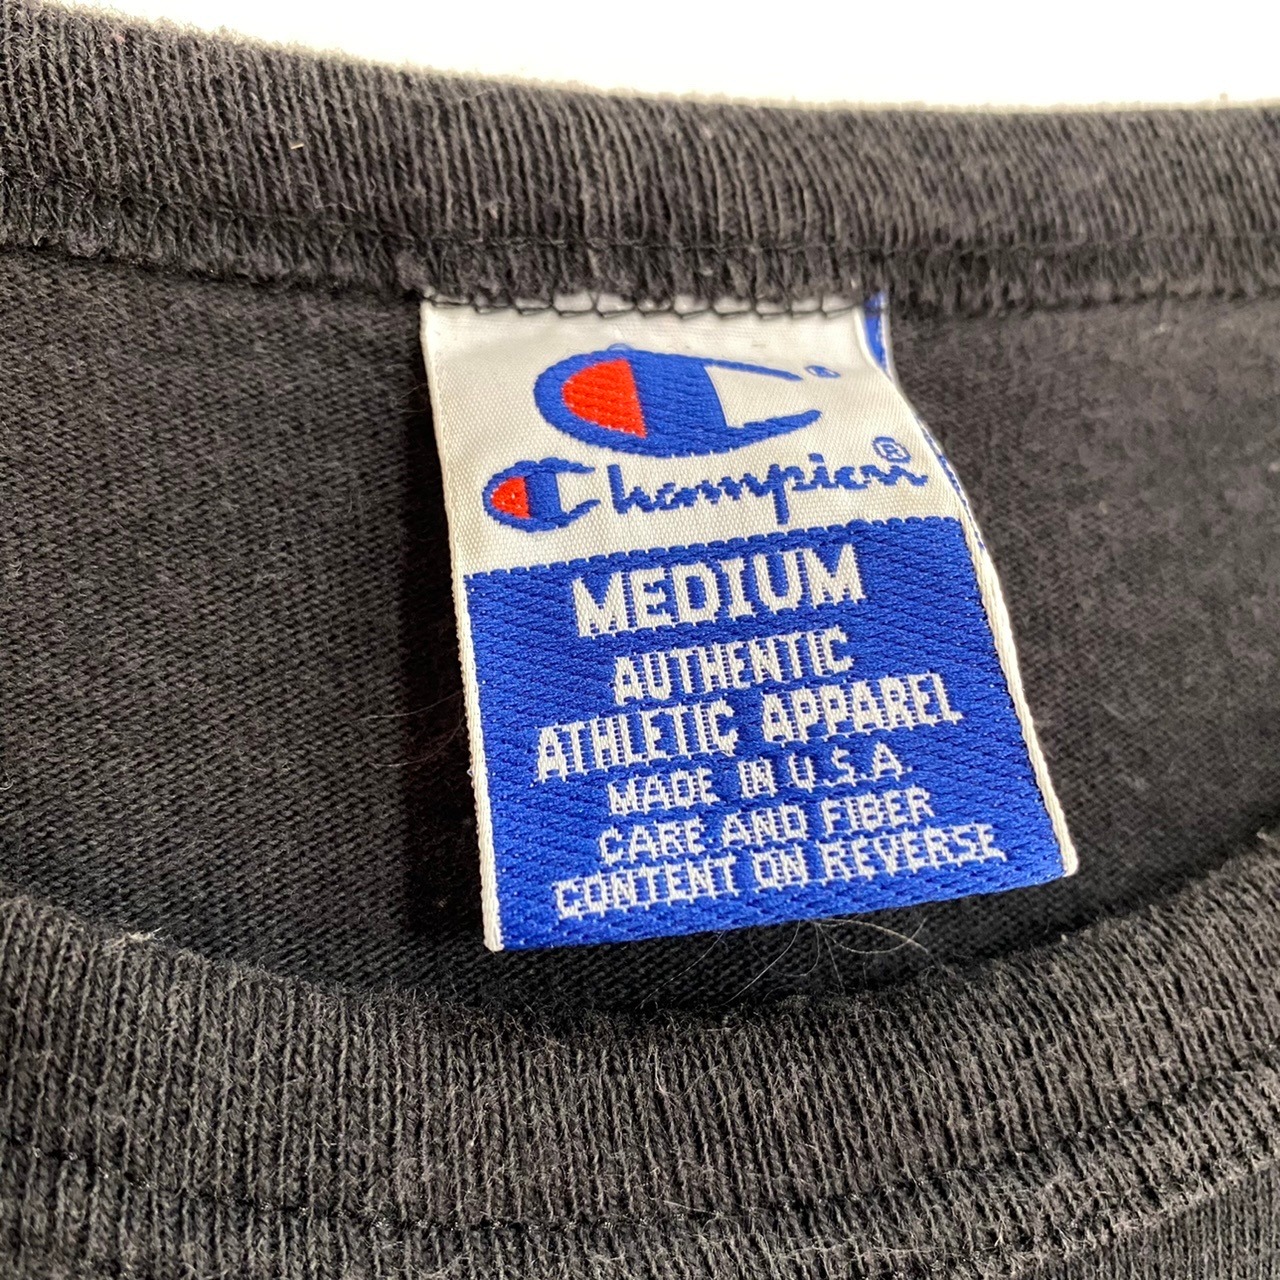 ®
Champion®
MEDIUM
AUTHENTIC
ATHLETIC APPAREL
MADE IN U.S.A.
CARE AND FIBER
CONTENT ON REVERSE